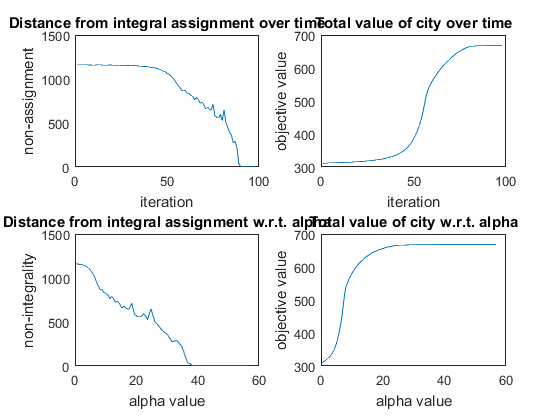 Distance from integral assignment over time
Total value of city over time
1500
1000
500
0
non-assignment
0
50
100
iteration
700
600
500
400
300
objective value
0
50
100
iteration
Distance from integral assignment w.r.t. alpha
Total value of city w.r.t. alpha
1500
1000
500
0
non-integrality
0
20
40
60
alpha value
700
600
500
400
300
objective value
0
20
40
60
alpha value